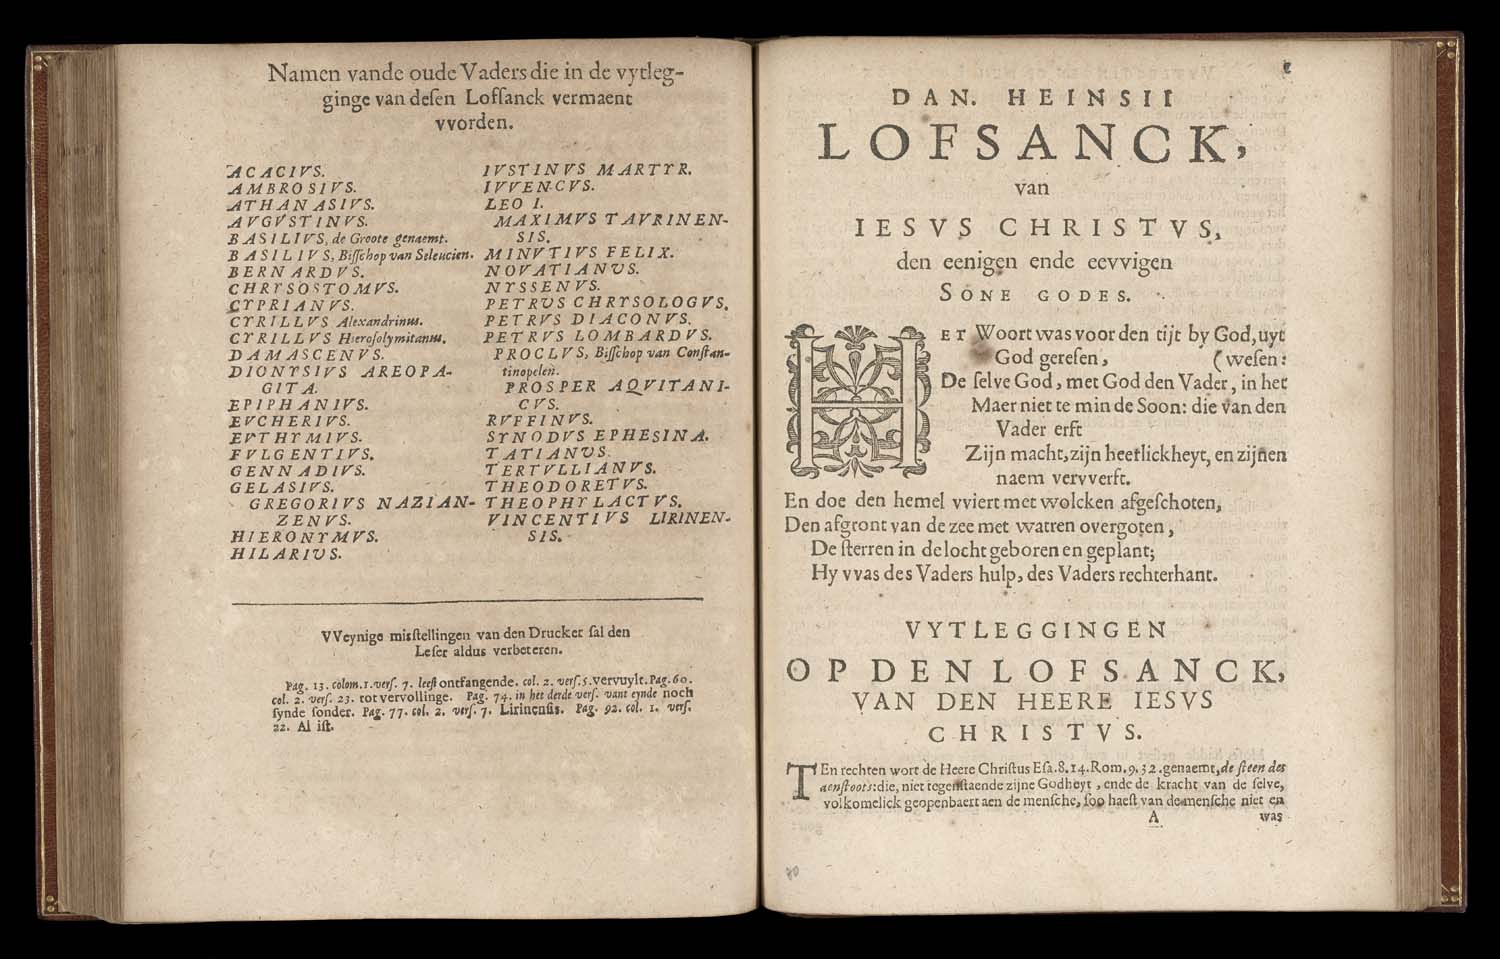 Namen vande oude Vaders die in de vytleg-
ginge van desen Lofsanck vermaent
vvorden.
ACACIVS.
AMBROSIVS.
ATHANASIVS.
AVGVSTINVS.
BASILIVS, de Groote genaemt.
BASILIVS, Bisschop van Seleucien.
BERNARDVS.
CHRYSOSTOMVS.
CYPRIANVS.
CYRILLVS Alexandrinus.
CYRILLVS Hierosolymitanus.
DAMASCENVS.
DIONYSIVS AREOPA-
GITA.
EPIPHANIVS.
EVCHERIVS.
EVTHYMIVS.
FVLGENTIVS.
GENNADIVS.
GELASIVS.
GREGORIVS NAZIAN-
ZENVS.
HIERONYMVS.
HILARIUS.
IVSTINVS MARTYR.
IVVENCVS.
LEO I.
MAXIMVS TAVRINEN-
SIS.
MINVTIVS FELIX.
NOVATIANUS.
NYSSENVS.
PETRUS CHRYSOLOGVS.
PETRVS DIACONVS.
PETRVS LOMBARDVS.
PROCLVS, Bisschop van Constan-
tinopelen.
PROSPER AQVITANI-
CVS.
RVFFINVS.
SYNODVS EPHESINA.
TATIANUS.
TERTVLLIANVS.
THEODORETVS.
THEOPHYLACTVS.
VINCENTIVS LIRINEN-
SIS.
VVeynige misstellingen van den Drucker sal den
Leser aldus verbeteren.
Pag. 13. colom. 1. vers. 7. leest ontfangende. col. 2. vers. 5. vervuylt. Pag. 60.
col. 2. vers. 23. tot vervollinge. Pag. 74. in het derde vers. vant eynde noch
synde sonder. Pag. 77. col. 2. vers. 7. Lirinensis. Pag. 92. col. 1. vers.
22. Al ist.
DAN. HEINSII
LOFSANCK,
van
IESVS CHRISTVS,
den eenigen ende eevvigen
SONE GODES.
HET Woort was voor den tijt by God, uyt
God geresen, (wesen:
De selve God, met God den Vader, in het
Maer niet te min de Soon: die van den
Vader erft
Zijn macht, zijn heerlickheyt, en zijnen
naem vervverft.
En doe den hemel vviert met wolcken afgeschoten,
Den afgront van de zee met watren overgoten,
De sterren in de locht geboren en geplant;
Hy vvas des Vaders hulp, des Vaders rechterhant.
VYTLEGGINGEN
OP DEN LOFSANCK,
VAN DEN HEERE IESVS
CHRISTVS.
TEn rechten wort de Heere Christus Esa. 8. 14. Rom. 9. 32. genaemt, de steen des
aenstoots: die, niet tegenstaende zijne Godheyt, ende de kracht van de selve,
volkomelick geopenbaert aen de mensche, soo haest van de mensche niet en
A was